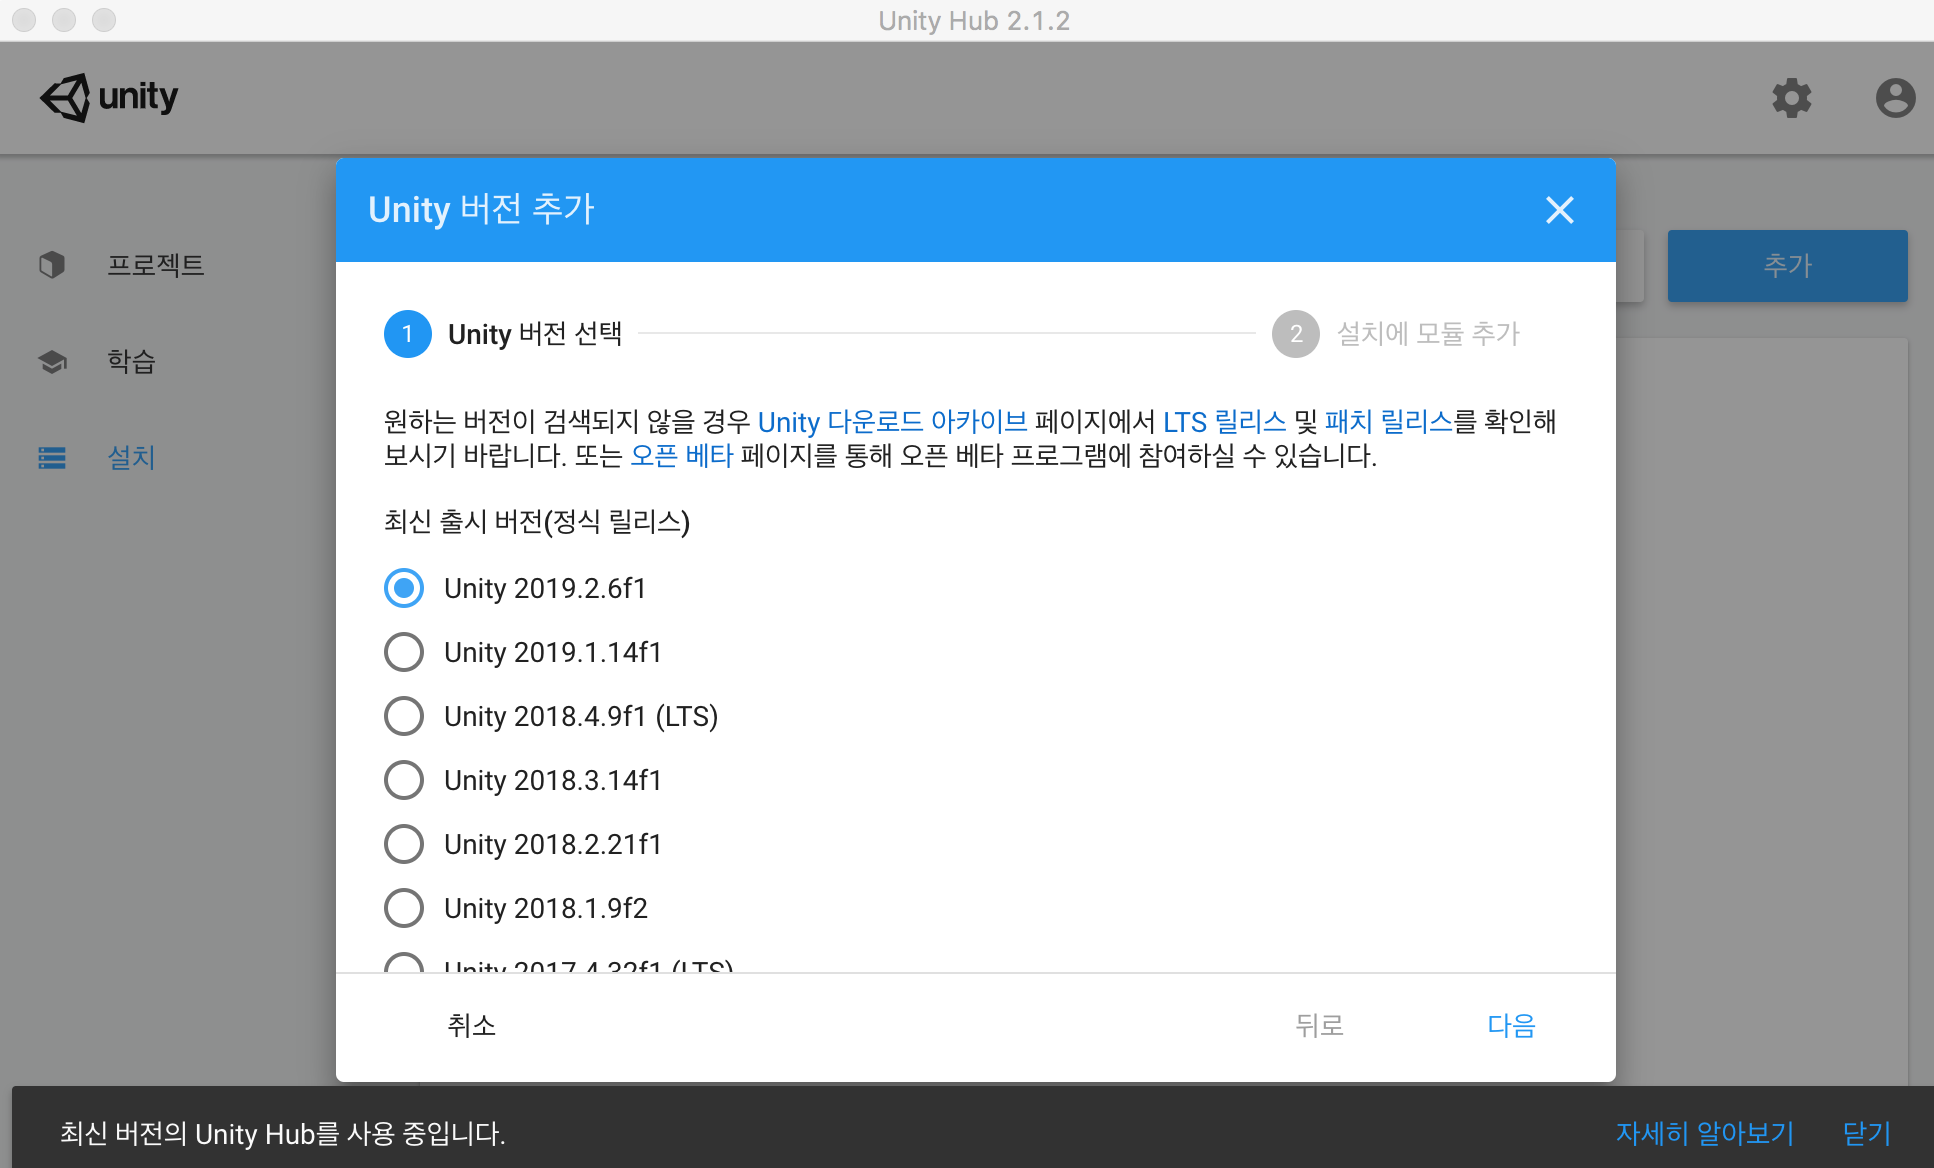 Unity Hub 2.1.2
unity
Unity 버전 추가
프로젝트
추가
1 Unity 버전 선택
2 설치에 모듈 추가
학습
원하는 버전이 검색되지 않을 경우 Unity 다운로드 아카이브 페이지에서 LTS 릴리스 및 패치 릴리스를 확인해
보시기 바랍니다. 또는 오픈 베타 페이지를 통해 오픈 베타 프로그램에 참여하실 수 있습니다.
설치
최신 출시 버전(정식 릴리스)
Unity 2019.2.6f1
Unity 2019.1.14f1
Unity 2018.4.9f1 (LTS)
Unity 2018.3.14f1
Unity 2018.2.21f1
Unity 2018.1.9f2
Unity 2017.4.32f1 (LTS)
취소
뒤로
다음
최신 버전의 Unity Hub를 사용 중입니다.
자세히 알아보기
닫기